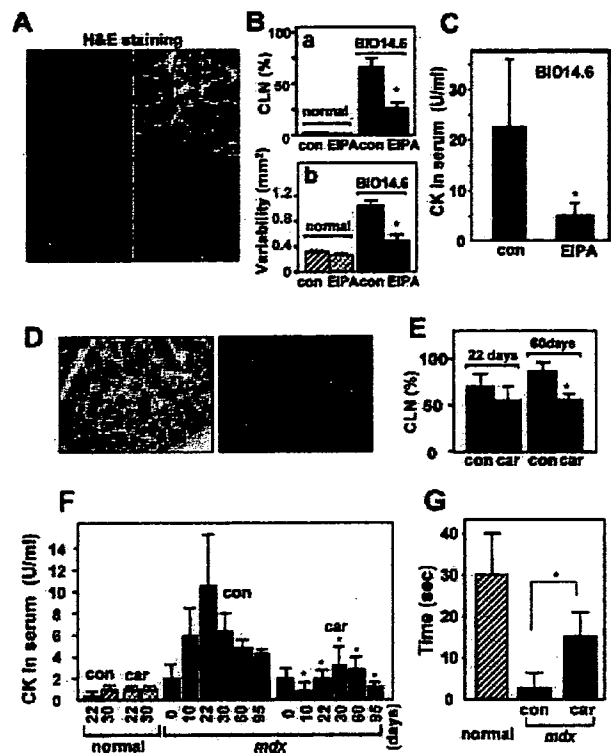 A
H&E staining
B
a
CLN (%)
75
50
25
0
BIO14.6
*
normal
con EIPA con EIPA
b
Variability (mm²)
1.2
0.8
0.4
0
BIO14.6
*
normal
con EIPA con EIPA
C
CK in serum (U/ml)
30
20
10
0
BIO14.6
*
con EIPA
D
E
CLN (%)
100
50
0
22 days
60days
*
con car con car
F
CK in serum (U/ml)
14
12
10
8
6
4
2
0
con car
con
car
* * * * *
22 30 22 30 0 10 22 30 60 95 0 10 22 30 60 95 (days)
normal mdx
G
Time (sec)
40
30
20
10
0
*
con car
normal mdx